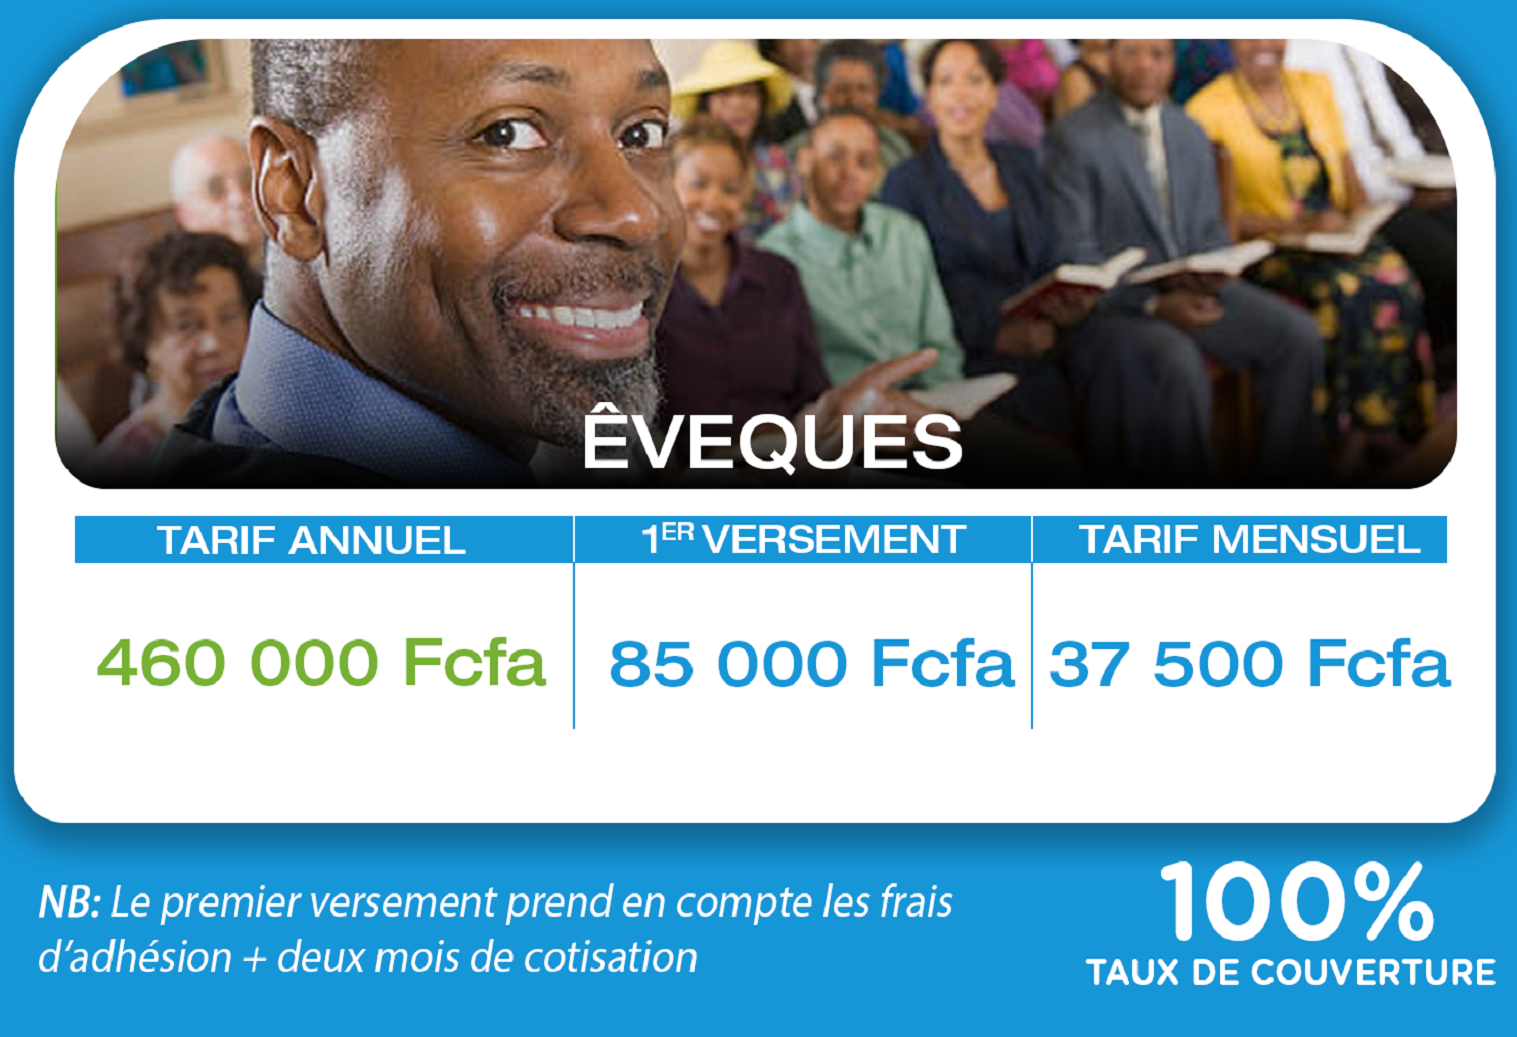 ÊVEQUES
TARIF ANNUEL
1ER VERSEMENT
TARIF MENSUEL
460 000 Fcfa
85 000 Fcfa
37 500 Fcfa
NB: Le premier versement prend en compte les frais
d'adhésion + deux mois de cotisation
100%
TAUX DE COUVERTURE